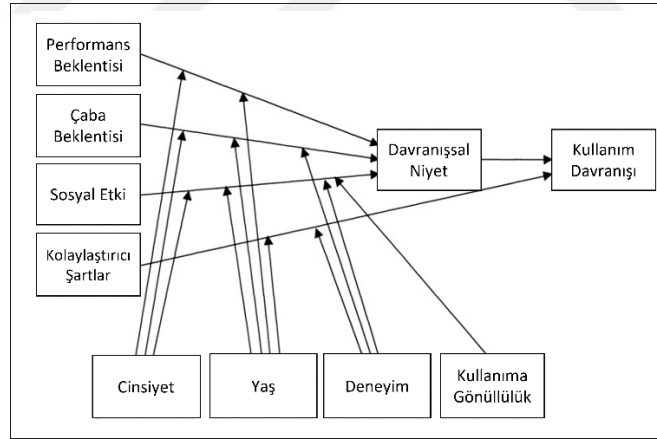 Performans
Beklentisi
Çaba
Beklentisi
Sosyal Etki
Kolaylaştırıcı
Şartlar
Davranışsal
Niyet
Kullanım
Davranışı
Cinsiyet
Yaş
Deneyim
Kullanıma
Gönüllülük